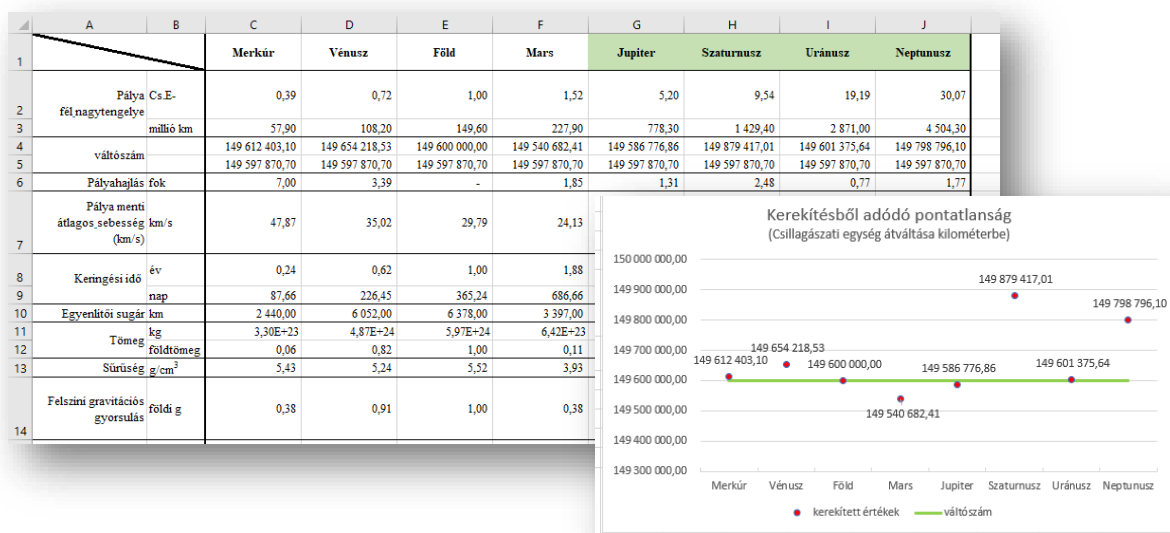 A B C D E F G H I J
1 Merkúr Vénusz Föld Mars Jupiter Szaturnusz Uránusz Neptunusz
2 Pálya fél nagytengelye Cs.E- 0,39 0,72 1,00 1,52 5,20 9,54 19,19 30,07
3 millió km 57,90 108,20 149,60 227,90 778,30 1 429,40 2 871,00 4 504,30
4 váltószám 149 612 403,10 149 654 218,53 149 600 000,00 149 540 682,41 149 586 776,86 149 879 417,01 149 601 375,64 149 798 796,10
5 149 597 870,70 149 597 870,70 149 597 870,70 149 597 870,70 149 597 870,70 149 597 870,70 149 597 870,70 149 597 870,70
6 Pályahajlás fok 7,00 3,39 - 1,85 1,31 2,48 0,77 1,77
7 Pálya menti átlagos sebesség (km/s) km/s 47,87 35,02 29,79 24,13
8 Keringési idő év 0,24 0,62 1,00 1,88
9 nap 87,66 226,45 365,24 686,66
10 Egyenlítői sugár km 2 440,00 6 052,00 6 378,00 3 397,00
11 Tömeg kg 3,30E+23 4,87E+24 5,97E+24 6,42E+23
12 földtömeg 0,06 0,82 1,00 0,11
13 Sűrűség g/cm³ 5,43 5,24 5,52 3,93
14 Felszini gravitációs gyorsulás földi g 0,38 0,91 1,00 0,38
Kerekítésből adódó pontatlanság
(Csillagászati egység átváltása kilométerbe)
150 000 000,00
149 900 000,00
149 800 000,00
149 700 000,00
149 600 000,00
149 500 000,00
149 400 000,00
149 300 000,00
149 612 403,10
149 654 218,53
149 600 000,00
149 540 682,41
149 586 776,86
149 879 417,01
149 601 375,64
149 798 796,10
Merkúr Vénusz Föld Mars Jupiter Szaturnusz Uránusz Neptunusz
kerekített értékek váltószám